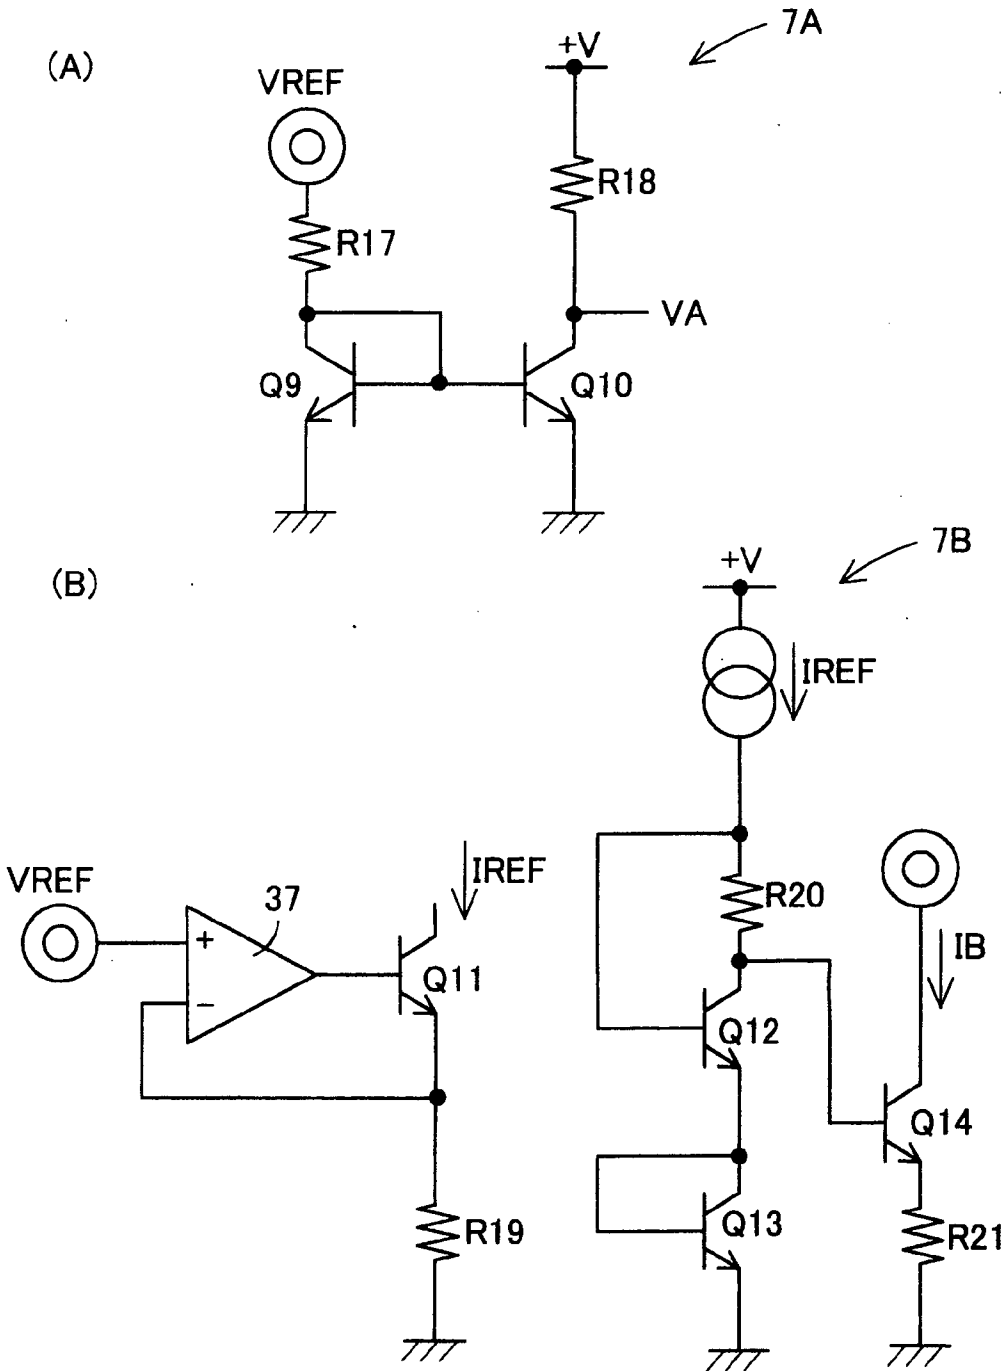 (A)
7A
+V
VREF
R18
R17
VA
Q9
Q10
7B
(B)
+V
IREF
IREF
VREF
37
R20
IB
+
Q11
−
Q12
Q14
Q13
R19
R21